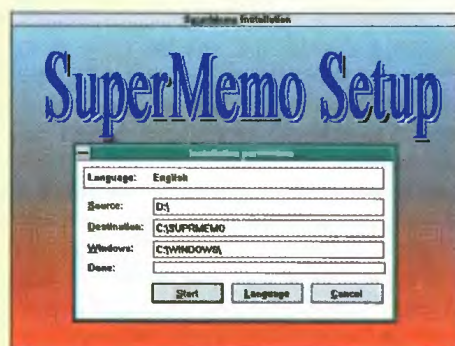 SuperMemo Installation
SuperMemo Setup
Installation parameters
Language: English
Source: D:\
Destination: C:\SUPRMEMO
Windows: C:\WINDOWS\
Done:
Start Language Cancel